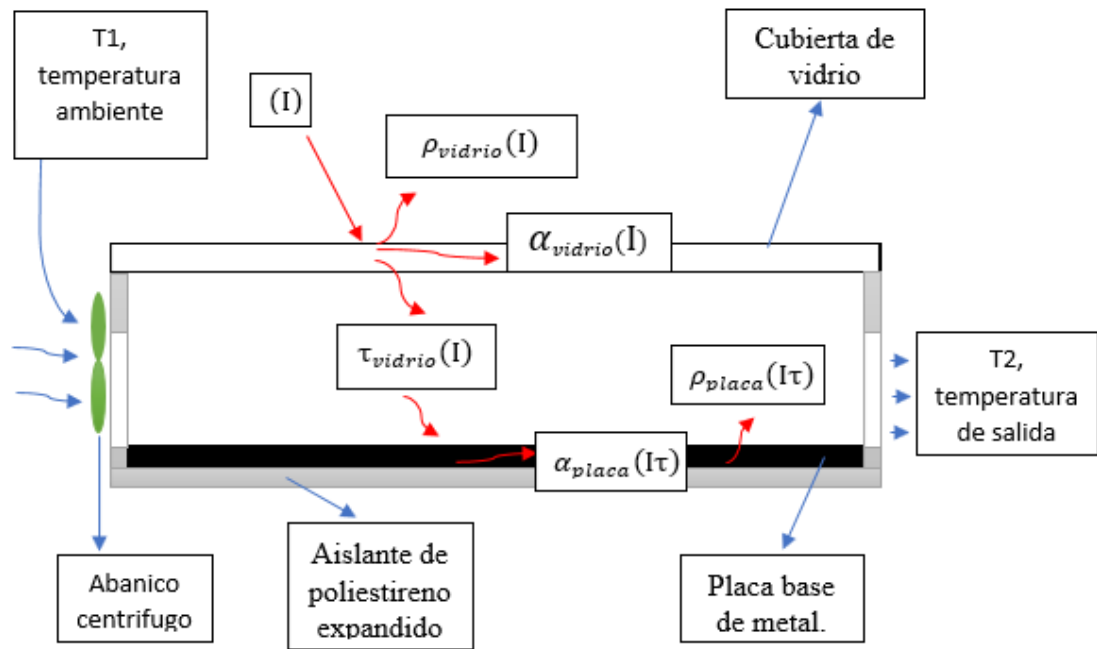 T1,
temperatura
ambiente
(I)
ρvidrio(I)
Cubierta de
vidrio
αvidrio(I)
τvidrio(I)
ρplaca(Iτ)
T2,
temperatura
de salida
αplaca(Iτ)
Abanico
centrifugo
Aislante de
poliestireno
expandido
Placa base
de metal.